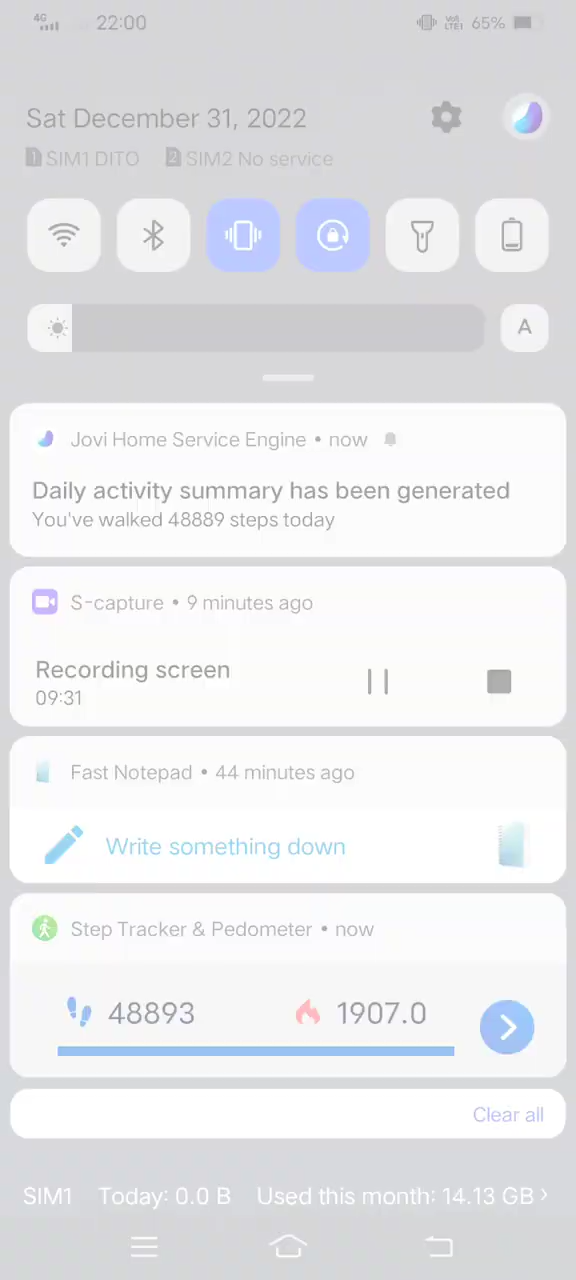 4G 22:00 VoLTE1 65%
Sat December 31, 2022
1 SIM1 DITO 2 SIM2 No service
A
Jovi Home Service Engine • now
Daily activity summary has been generated
You've walked 48889 steps today
S-capture • 9 minutes ago
Recording screen
09:31
Fast Notepad • 44 minutes ago
Write something down
Step Tracker & Pedometer • now
48893 1907.0
Clear all
SIM1 Today: 0.0 B Used this month: 14.13 GB ›